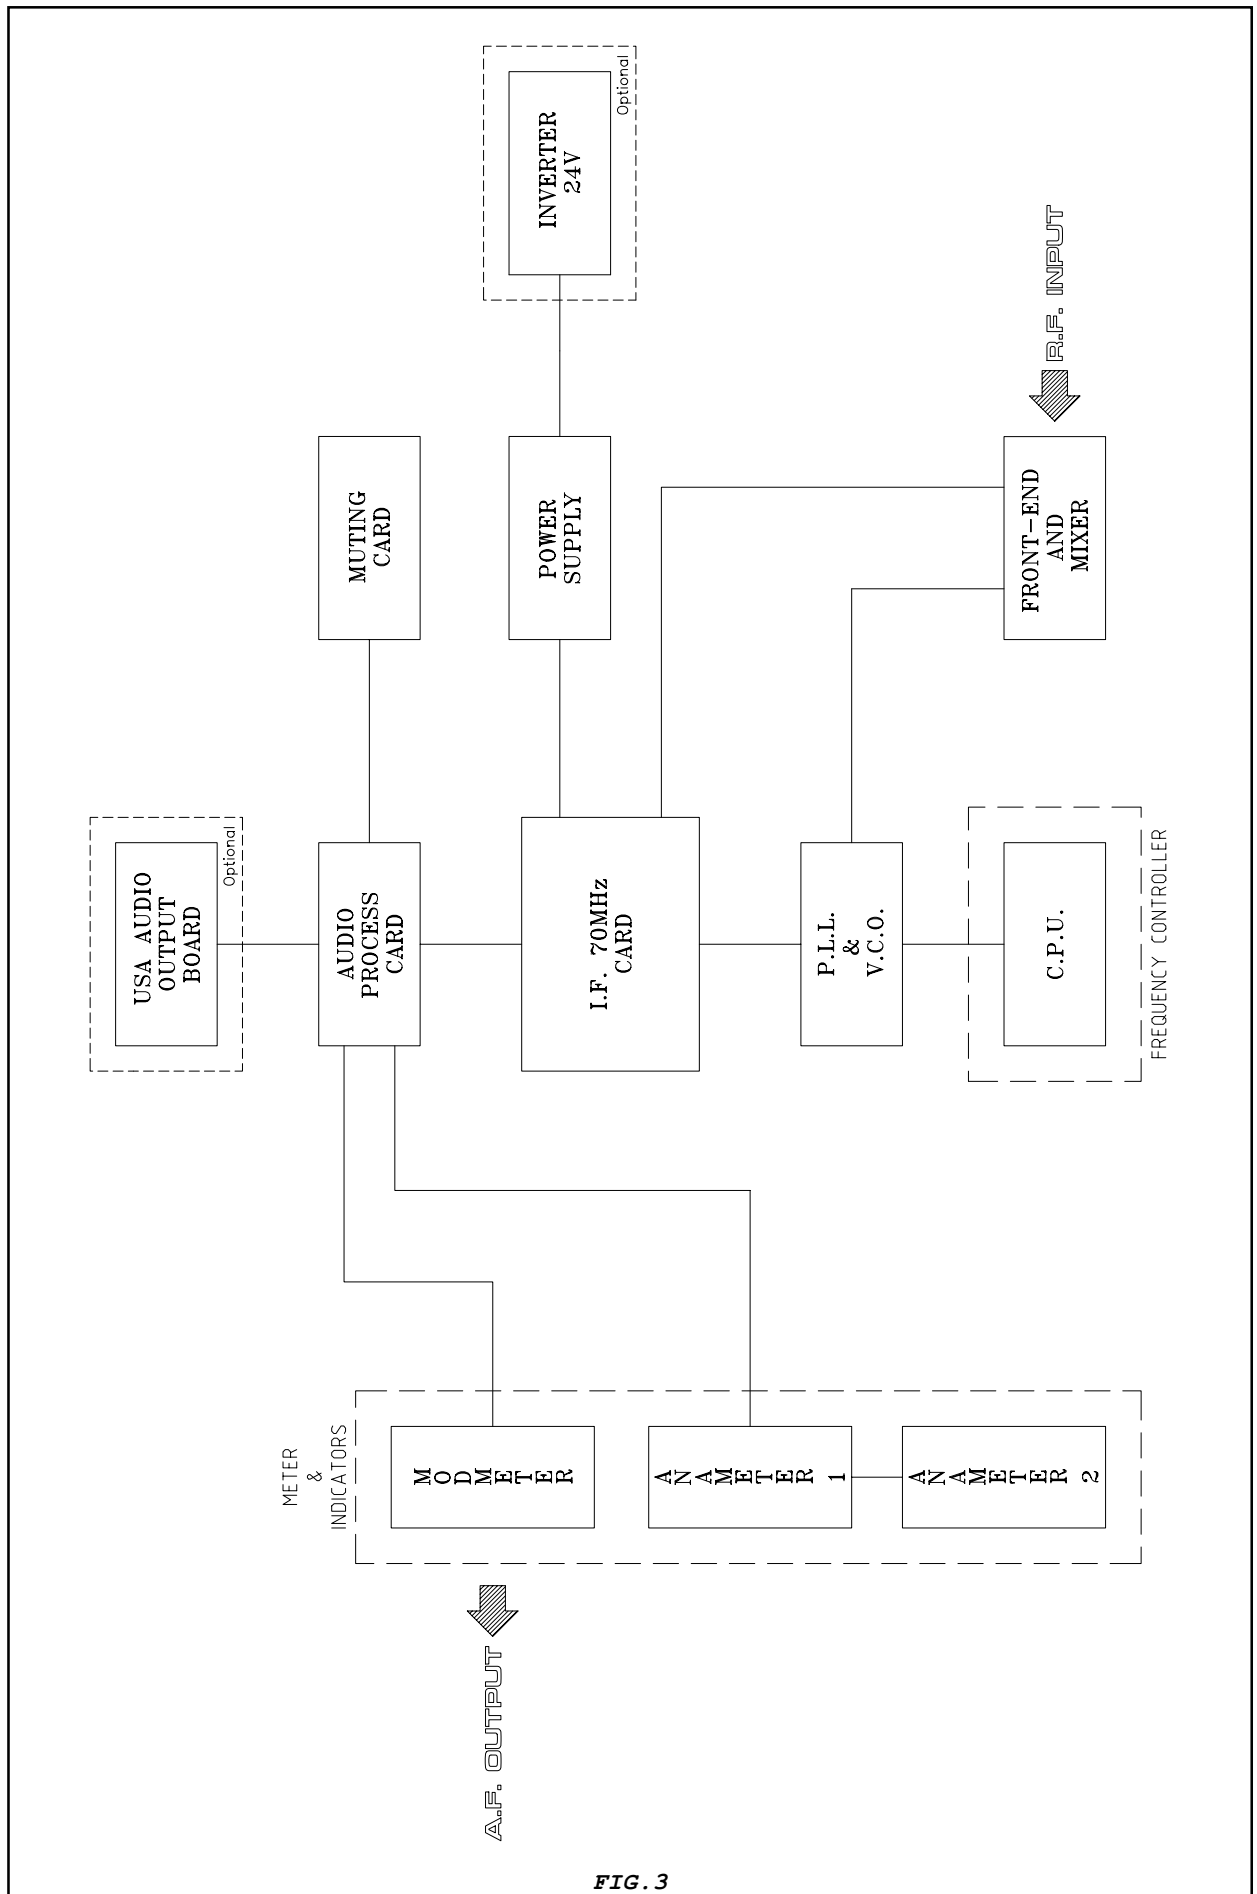 USA AUDIO
OUTPUT
BOARD
Optional
METER
&
INDICATORS
AUDIO
PROCESS
CARD
MUTING
CARD
A.F. OUTPUT
MODMETER
I.F. 70MHz
CARD
POWER
SUPPLY
INVERTER
24V
Optional
ANAMETER 1
P.L.L.
&
V.C.O.
ANAMETER 2
C.P.U.
FREQUENCY CONTROLLER
FRONT-END
AND
MIXER
R.F. INPUT
FIG.3